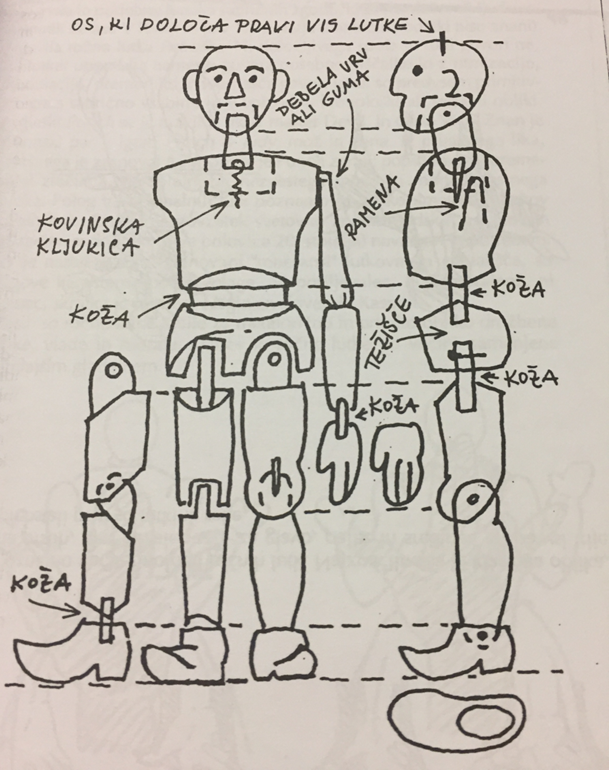 OS, KI DOLOČA PRAVI VIS LUTKE
DEBELA VRV
ALI GUMA
KOVINSKA
KLJUKICA
RAMENA
KOŽA
KOŽA
TEŽIŠČE
KOŽA
KOŽA
KOŽA